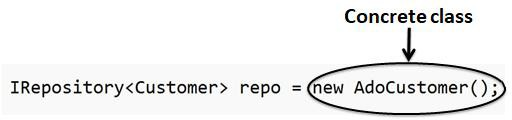 Concrete class
IRepository<Customer> repo = new AdoCustomer();